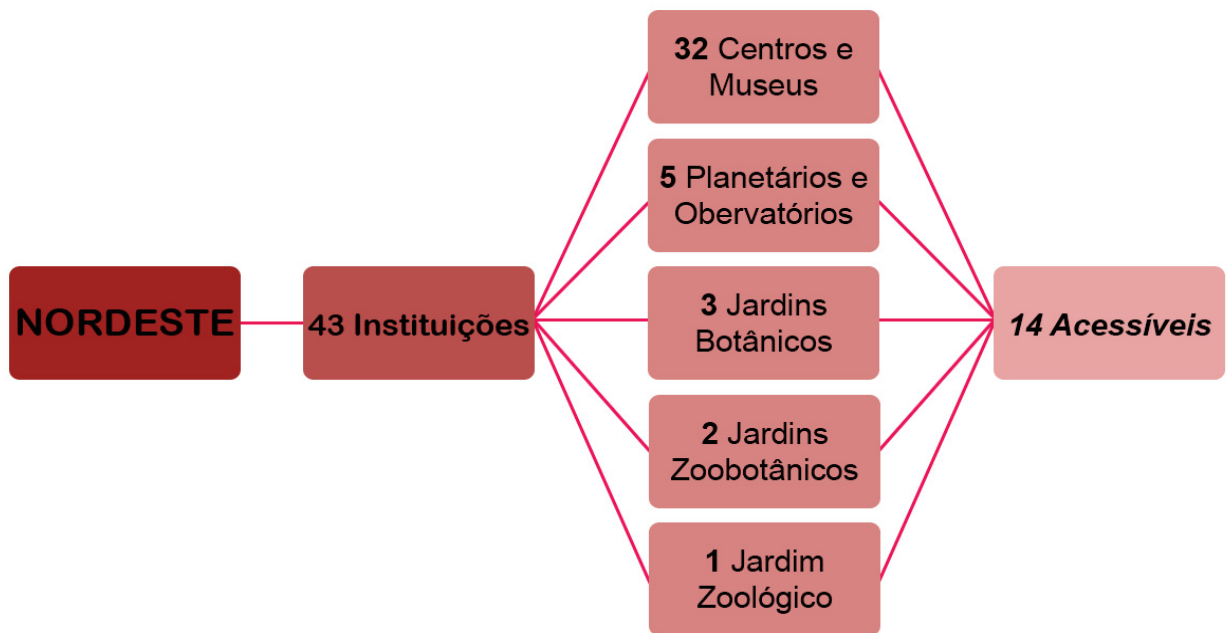 NORDESTE
43 Instituições
32 Centros e
Museus
5 Planetários e
Obervatórios
3 Jardins
Botânicos
2 Jardins
Zoobotânicos
1 Jardim
Zoológico
14 Acessíveis